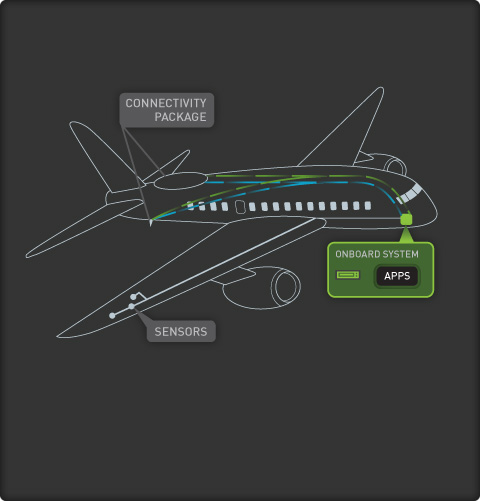 CONNECTIVITY
PACKAGE
ONBOARD SYSTEM
APPS
SENSORS